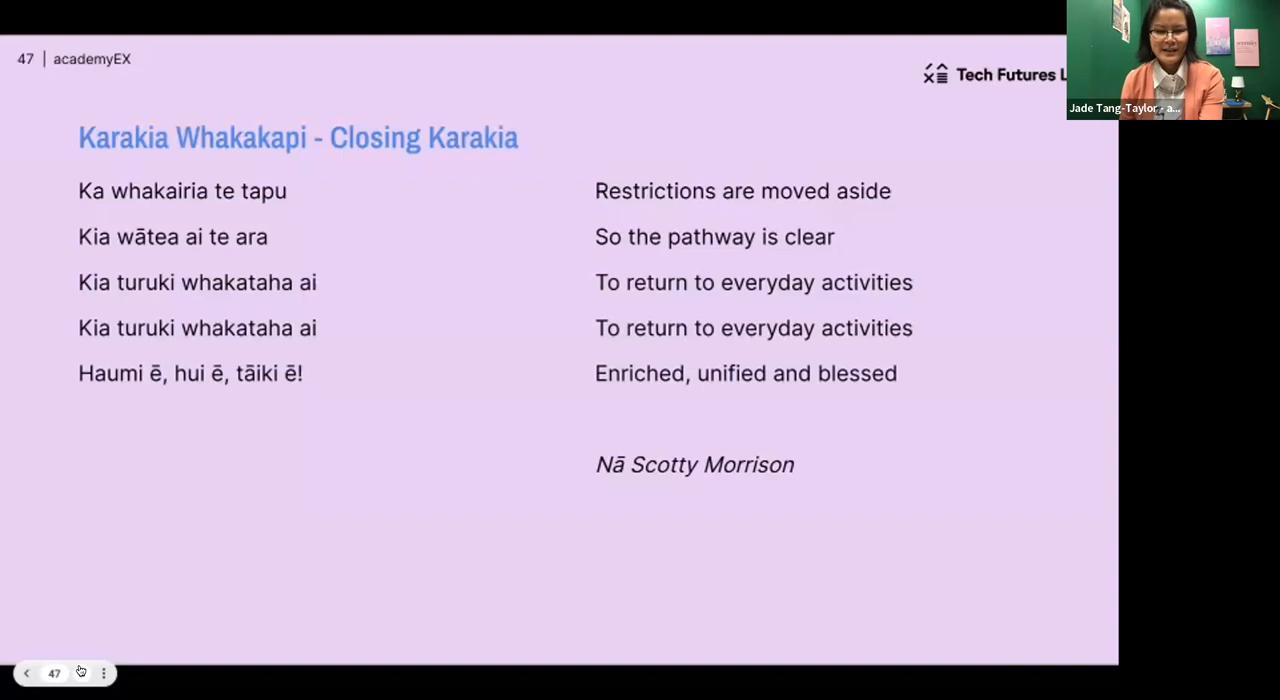 47 | academyEX
Tech Futures L
Jade Tang-Taylor - a...
Karakia Whakakapi - Closing Karakia
Ka whakairia te tapu
Kia wātea ai te ara
Kia turuki whakataha ai
Kia turuki whakataha ai
Haumi ē, hui ē, tāiki ē!
Restrictions are moved aside
So the pathway is clear
To return to everyday activities
To return to everyday activities
Enriched, unified and blessed
Nā Scotty Morrison
47